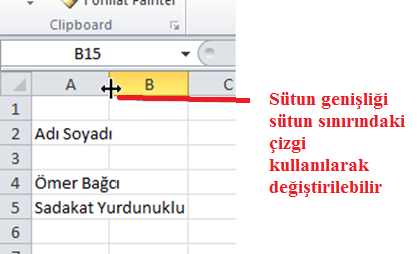 Format Painter
Clipboard
B15
A B C
1
2 Adı Soyadı
3
4 Ömer Bağcı
5 Sadakat Yurdunuklu
6
Sütun genişliği
sütun sınırındaki
çizgi
kullanılarak
değiştirilebilir